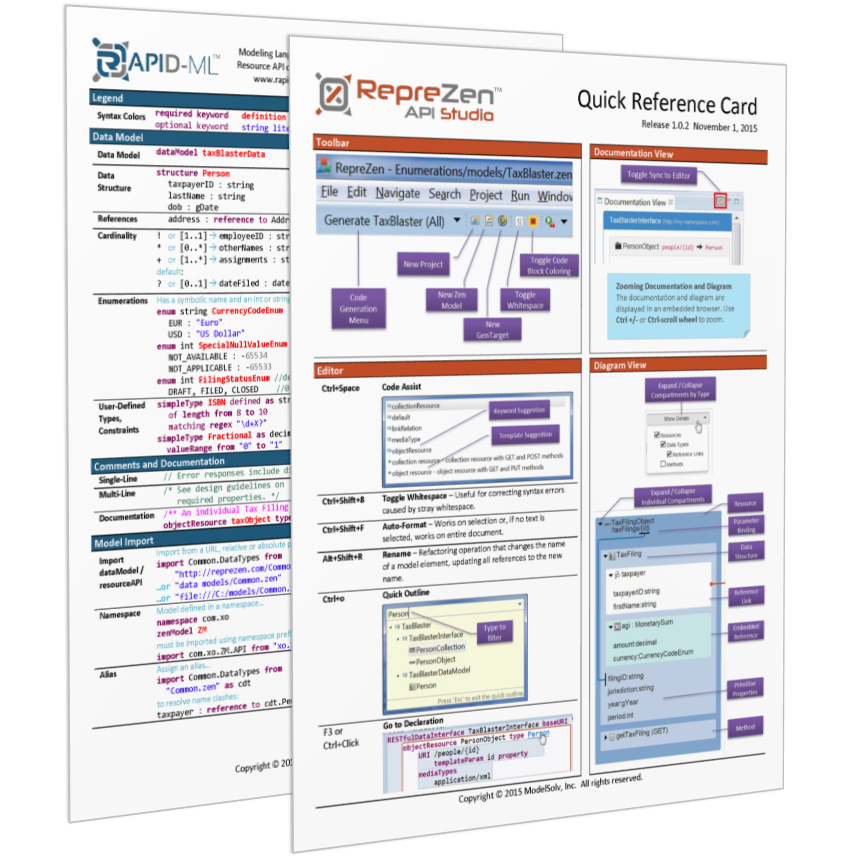 RAPID-ML™
Modeling Lang
Resource API d
www.rapi
Legend
Syntax Colors required keyword definition
optional keyword string lite
Data Model
Data Model dataModel taxBlasterData
Data Structure
structure Person
taxpayerID : string
lastName : string
dob : gDate
References address : reference to Addr
Cardinality
! or [1..1] → employeeID : str
* or [0..*] → otherNames : str
+ or [1..*] → assignments : st
default:
? or [0..1] → dateFiled : date
Enumerations Has a symbolic name and an int or string
enum string CurrencyCodeEnum
EUR : "Euro"
USD : "US Dollar"
enum int SpecialNullValueEnum
NOT_AVAILABLE : -65534
NOT_APPLICABLE : -65533
enum int FilingStatusEnum //de
DRAFT, FILED, CLOSED //0
User-Defined Types, Constraints
simpleType ISBN defined as str
of length from 8 to 10
matching regex "\d+X?"
simpleType Fractional as decim
valueRange from "0" to "1"
Comments and Documentation
Single-Line // Error responses include d
Multi-Line /* See design guidelines on
required properties. */
Documentation /** An individual Tax Filing
objectResource taxObject type
Model Import
Import dataModel / resourceAPI
Import from a URL, relative or absolute p
import Common.DataTypes from
"http://reprezen.com/Commo
…or "data models/Common.zen"
…or "file:///C:/models/Common.
Namespace Model defined in a namespace…
namespace com.xo
zenModel ZM
must be imported using namespace pref
import com.xo.ZM.API from "xo.
Alias Assign an alias…
import Common.DataTypes from
"Common.zen" as cdt
to resolve name clashes:
taxpayer : reference to cdt.Pe
Copyright © 201
RepreZen™
API Studio
Quick Reference Card
Release 1.0.2 November 1, 2015
Toolbar
RepreZen - Enumerations/models/TaxBlaster.zen
File Edit Navigate Search Project Run Window
Generate TaxBlaster (All)
New Project
Toggle Code Block Coloring
Code Generation Menu
New Zen Model
Toggle Whitespace
New GenTarget
Editor
Ctrl+Space Code Assist
collectionResource
default
linkRelation
mediaType
objectResource
collection resource - collection resource with GET and POST methods
object resource - object resource with GET and PUT methods
Keyword Suggestion
Template Suggestion
Ctrl+Shift+8 Toggle Whitespace – Useful for correcting syntax errors
caused by stray whitespace.
Ctrl+Shift+F Auto-Format – Works on selection or, if no text is
selected, works on entire document.
Alt+Shift+R Rename – Refactoring operation that changes the name
of a model element, updating all references to the new
name.
Ctrl+o Quick Outline
Person
TaxBlaster
TaxBlasterInterface
PersonCollection
PersonObject
TaxBlasterDataModel
Person
Press 'Esc' to exit the quick outline
Type to filter
F3 or Ctrl+Click
Go to Declaration
RESTfulDataInterface TaxBlasterInterface baseURI "
objectResource PersonObject type Person
URI /people/{id}
templateParam id property
mediaTypes
application/xml
Documentation View
Toggle Sync to Editor
Documentation View
TaxBlasterInterface (http://my-namespace.com)
PersonObject people/{id} → Person
Zooming Documentation and Diagram
The documentation and diagram are
displayed in an embedded browser. Use
Ctrl +/- or Ctrl-scroll wheel to zoom.
Diagram View
Expand / Collapse Compartments by Type
Show Details
Resources
Data Types
Reference Links
Methods
Expand / Collapse Individual Compartments
Resource
TaxFilingObject
/taxFilings/{id}
Parameter Binding
Data Structure
TaxFiling
taxpayer
taxpayerID:string
firstName:string
Reference Link
agi : MonetarySum
Embedded Reference
amount:decimal
currency:CurrencyCodeEnum
filingID:string
jurisdiction:string
year:gYear
period:int
Primitive Properties
getTaxFiling (GET)
Method
Copyright © 2015 ModelSolv, Inc. All rights reserved.